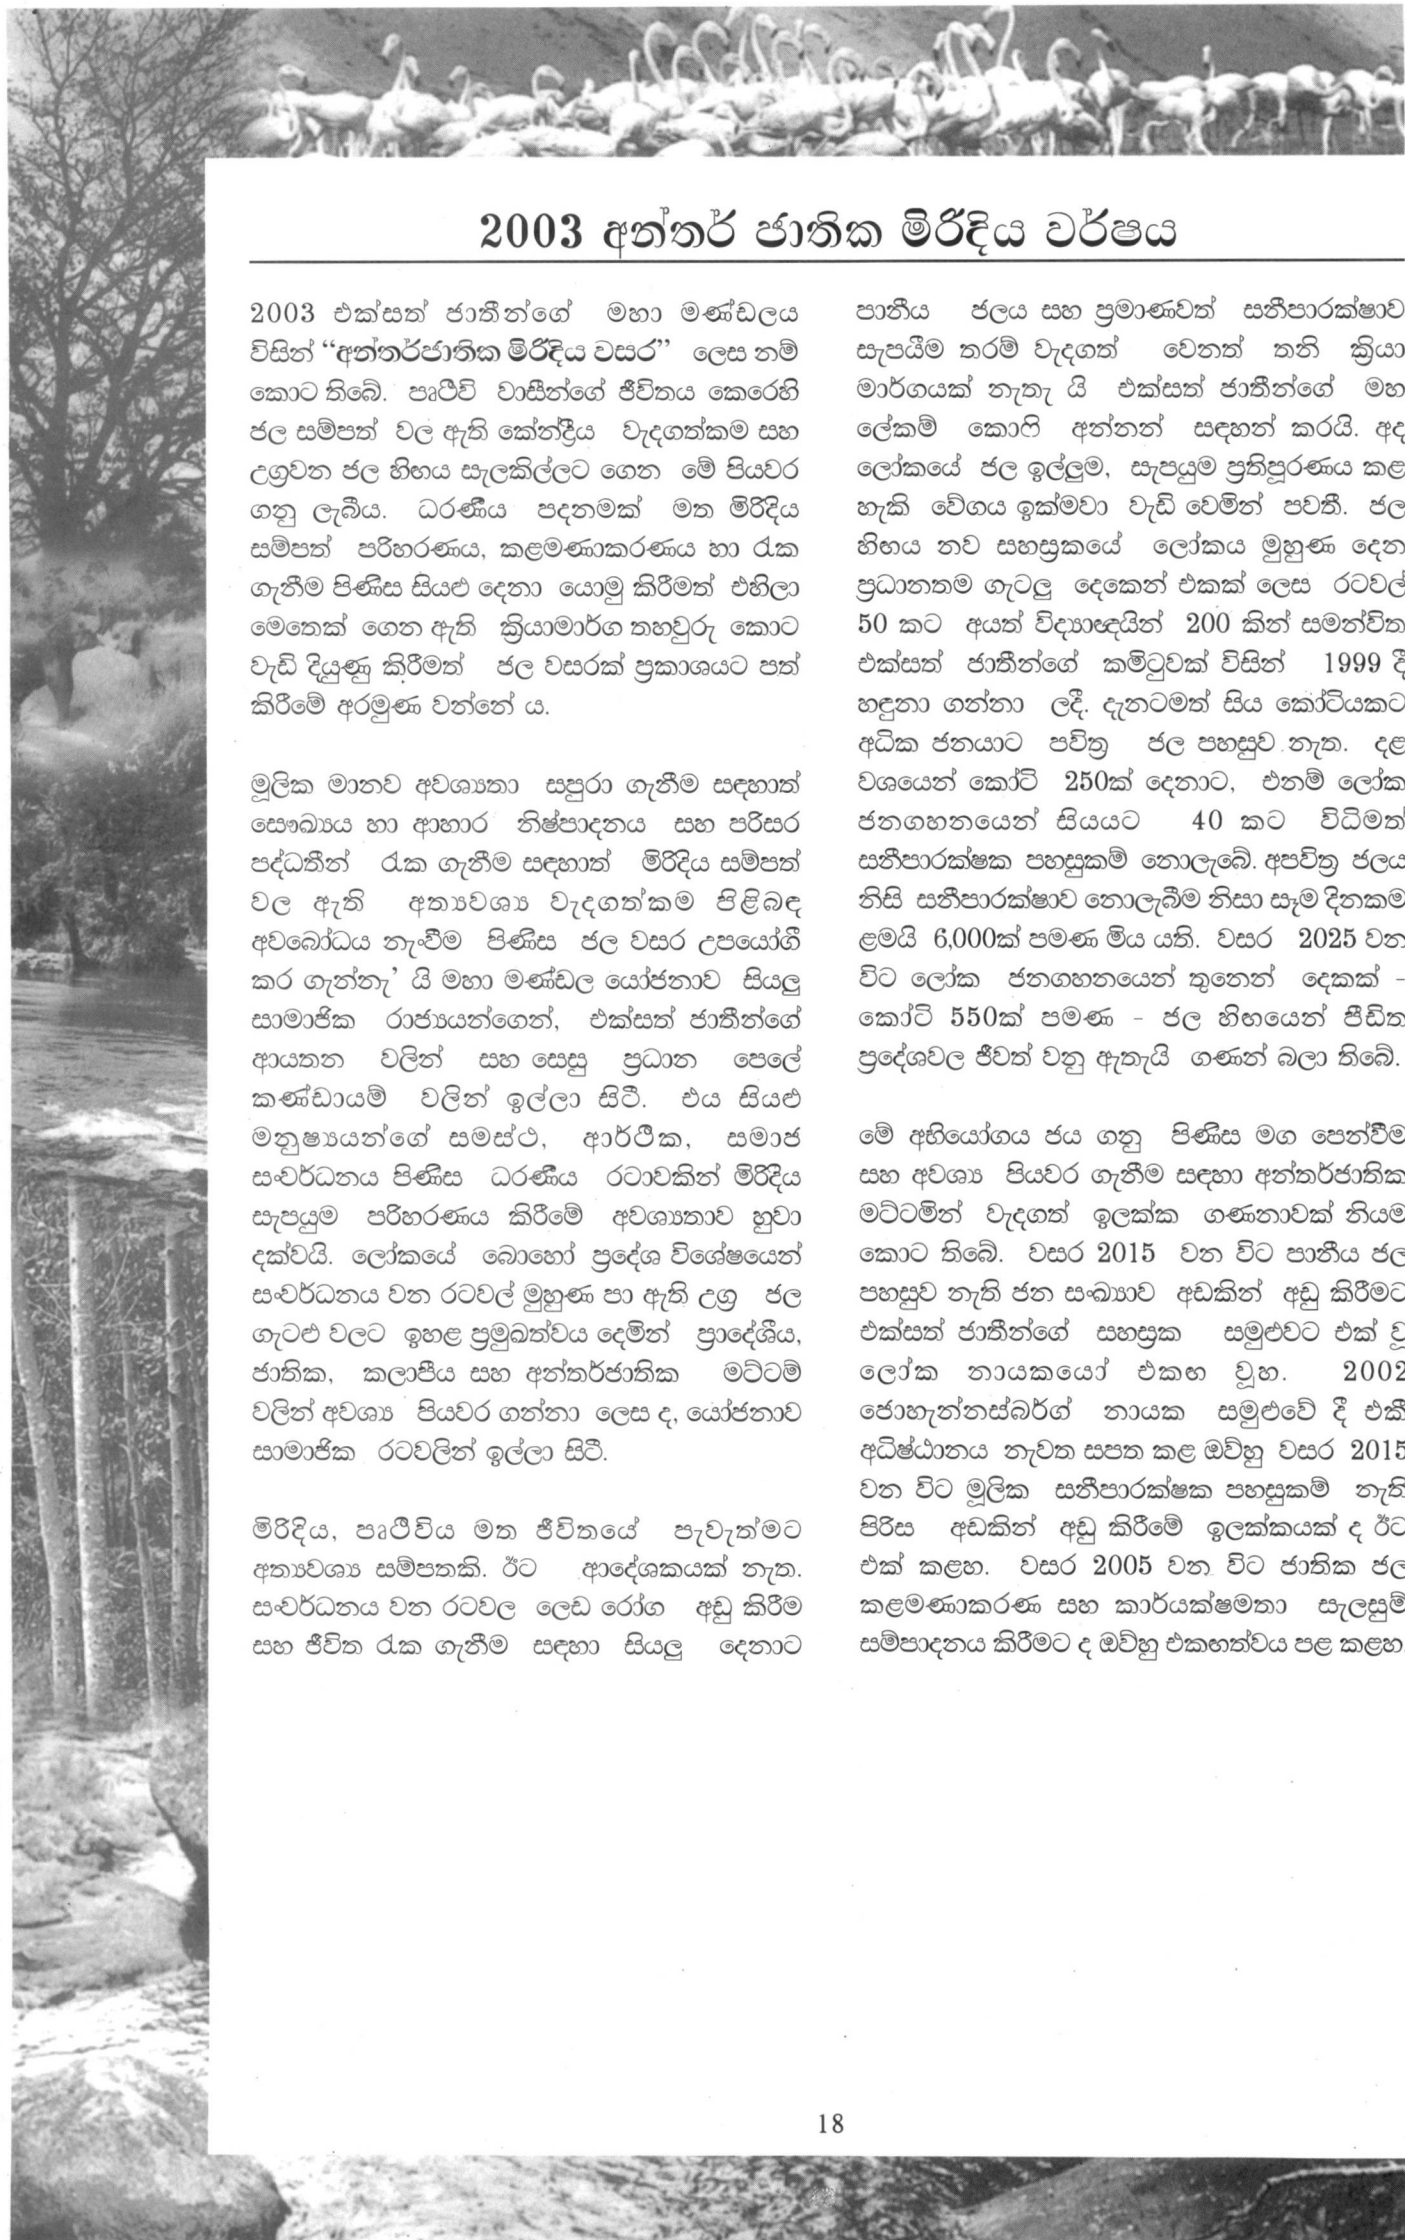 2003 අන්තර් ජාතික මිරිදිය වර්ෂය
2003 එක්සත් ජාතීන්ගේ මහා මණ්ඩලය
විසින් “අන්තර්ජාතික මිරිදිය වසර” ලෙස නම්
කොට තිබේ. පෘථිවි වාසීන්ගේ ජීවිතය කෙරෙහි
ජල සම්පත් වල ඇති කේන්ද්‍රීය වැදගත්කම සහ
උග්‍රවන ජල හිඟය සැලකිල්ලට ගෙන මේ පියවර
ගනු ලැබීය. ධරණීය පදනමක් මත මිරිදිය
සම්පත් පරිහරණය, කළමණාකරණය හා රැක
ගැනීම පිණිස සියළු දෙනා යොමු කිරීමත් එහිලා
මෙතෙක් ගෙන ඇති ක්‍රියාමාර්ග තහවුරු කොට
වැඩි දියුණු කිරීමත් ජල වසරක් ප්‍රකාශයට පත්
කිරීමේ අරමුණ වන්නේ ය.
මූලික මානව අවශ්‍යතා සපුරා ගැනීම සඳහාත්
සෞඛ්‍යය හා ආහාර නිෂ්පාදනය සහ පරිසර
පද්ධතීන් රැක ගැනීම සඳහාත් මිරිදිය සම්පත්
වල ඇති අත්‍යවශ්‍ය වැදගත්කම පිළිබඳ
අවබෝධය නැංවීම පිණිස ජල වසර උපයෝගී
කර ගැන්නැ’ යි මහා මණ්ඩල යෝජනාව සියලු
සාමාජික රාජ්‍යයන්ගෙන්, එක්සත් ජාතීන්ගේ
ආයතන වලින් සහ සෙසු ප්‍රධාන පෙලේ
කණ්ඩායම් වලින් ඉල්ලා සිටී. එය සියළු
මනුෂ්‍යයන්ගේ සමස්ථ, ආර්ථික, සමාජ
සංවර්ධනය පිණිස ධරණීය රටාවකින් මිරිදිය
සැපයුම පරිහරණය කිරීමේ අවශ්‍යතාව හුවා
දක්වයි. ලෝකයේ බොහෝ ප්‍රදේශ විශේෂයෙන්
සංවර්ධනය වන රටවල් මුහුණ පා ඇති උග්‍ර ජල
ගැටළු වලට ඉහළ ප්‍රමුඛත්වය දෙමින් ප්‍රාදේශීය,
ජාතික, කලාපීය සහ අන්තර්ජාතික මට්ටම්
වලින් අවශ්‍ය පියවර ගන්නා ලෙස ද, යෝජනාව
සාමාජික රටවලින් ඉල්ලා සිටී.
මිරිදිය, පෘථිවිය මත ජීවිතයේ පැවැත්මට
අත්‍යවශ්‍ය සම්පතකි. ඊට ආදේශකයක් නැත.
සංවර්ධනය වන රටවල ලෙඩ රෝග අඩු කිරීම
සහ ජීවිත රැක ගැනීම සඳහා සියලු දෙනාට
පානීය ජලය සහ ප්‍රමාණවත් සනීපාරක්ෂාව
සැපයීම තරම් වැදගත් වෙනත් තනි ක්‍රියා
මාර්ගයක් නැතැ යි එක්සත් ජාතීන්ගේ මහ
ලේකම් කොෆි අන්නන් සඳහන් කරයි. අද
ලෝකයේ ජල ඉල්ලුම, සැපයුම ප්‍රතිපූරණය කළ
හැකි වේගය ඉක්මවා වැඩි වෙමින් පවතී. ජල
හිඟය නව සහස්‍රකයේ ලෝකය මුහුණ දෙන
ප්‍රධානතම ගැටලු දෙකෙන් එකක් ලෙස රටවල්
50 කට අයත් විද්‍යාඥයින් 200 කින් සමන්විත
එක්සත් ජාතීන්ගේ කමිටුවක් විසින් 1999 දී
හඳුනා ගන්නා ලදී. දැනටමත් සිය කෝටියකට
අධික ජනයාට පවිත්‍ර ජල පහසුව නැත. දළ
වශයෙන් කෝටි 250ක් දෙනාට, එනම් ලෝක
ජනගහනයෙන් සියයට 40 කට විධිමත්
සනීපාරක්ෂක පහසුකම් නොලැබේ. අපවිත්‍ර ජලය
නිසි සනීපාරක්ෂාව නොලැබීම නිසා සෑම දිනකම
ළමයි 6,000ක් පමණ මිය යති. වසර 2025 වන
විට ලෝක ජනගහනයෙන් තුනෙන් දෙකක් -
කෝටි 550ක් පමණ - ජල හිඟයෙන් පීඩිත
ප්‍රදේශවල ජීවත් වනු ඇතැයි ගණන් බලා තිබේ.
මේ අභියෝගය ජය ගනු පිණිස මග පෙන්වීම
සහ අවශ්‍ය පියවර ගැනීම සඳහා අන්තර්ජාතික
මට්ටමින් වැදගත් ඉලක්ක ගණනාවක් නියම
කොට තිබේ. වසර 2015 වන විට පානීය ජල
පහසුව නැති ජන සංඛ්‍යාව අඩකින් අඩු කිරීමට
එක්සත් ජාතීන්ගේ සහස්‍රක සමුළුවට එක් වූ
ලෝක නායකයෝ එකඟ වූහ. 2002
ජොහැන්නස්බර්ග් නායක සමුළුවේ දී එකී
අධිෂ්ඨානය නැවත සපත කළ ඔව්හු වසර 2015
වන විට මූලික සනීපාරක්ෂක පහසුකම් නැති
පිරිස අඩකින් අඩු කිරීමේ ඉලක්කයක් ද ඊට
එක් කළහ. වසර 2005 වන විට ජාතික ජල
කළමණාකරණ සහ කාර්යක්ෂමතා සැලසුම්
සම්පාදනය කිරීමට ද ඔව්හු එකඟත්වය පළ කළහ
18